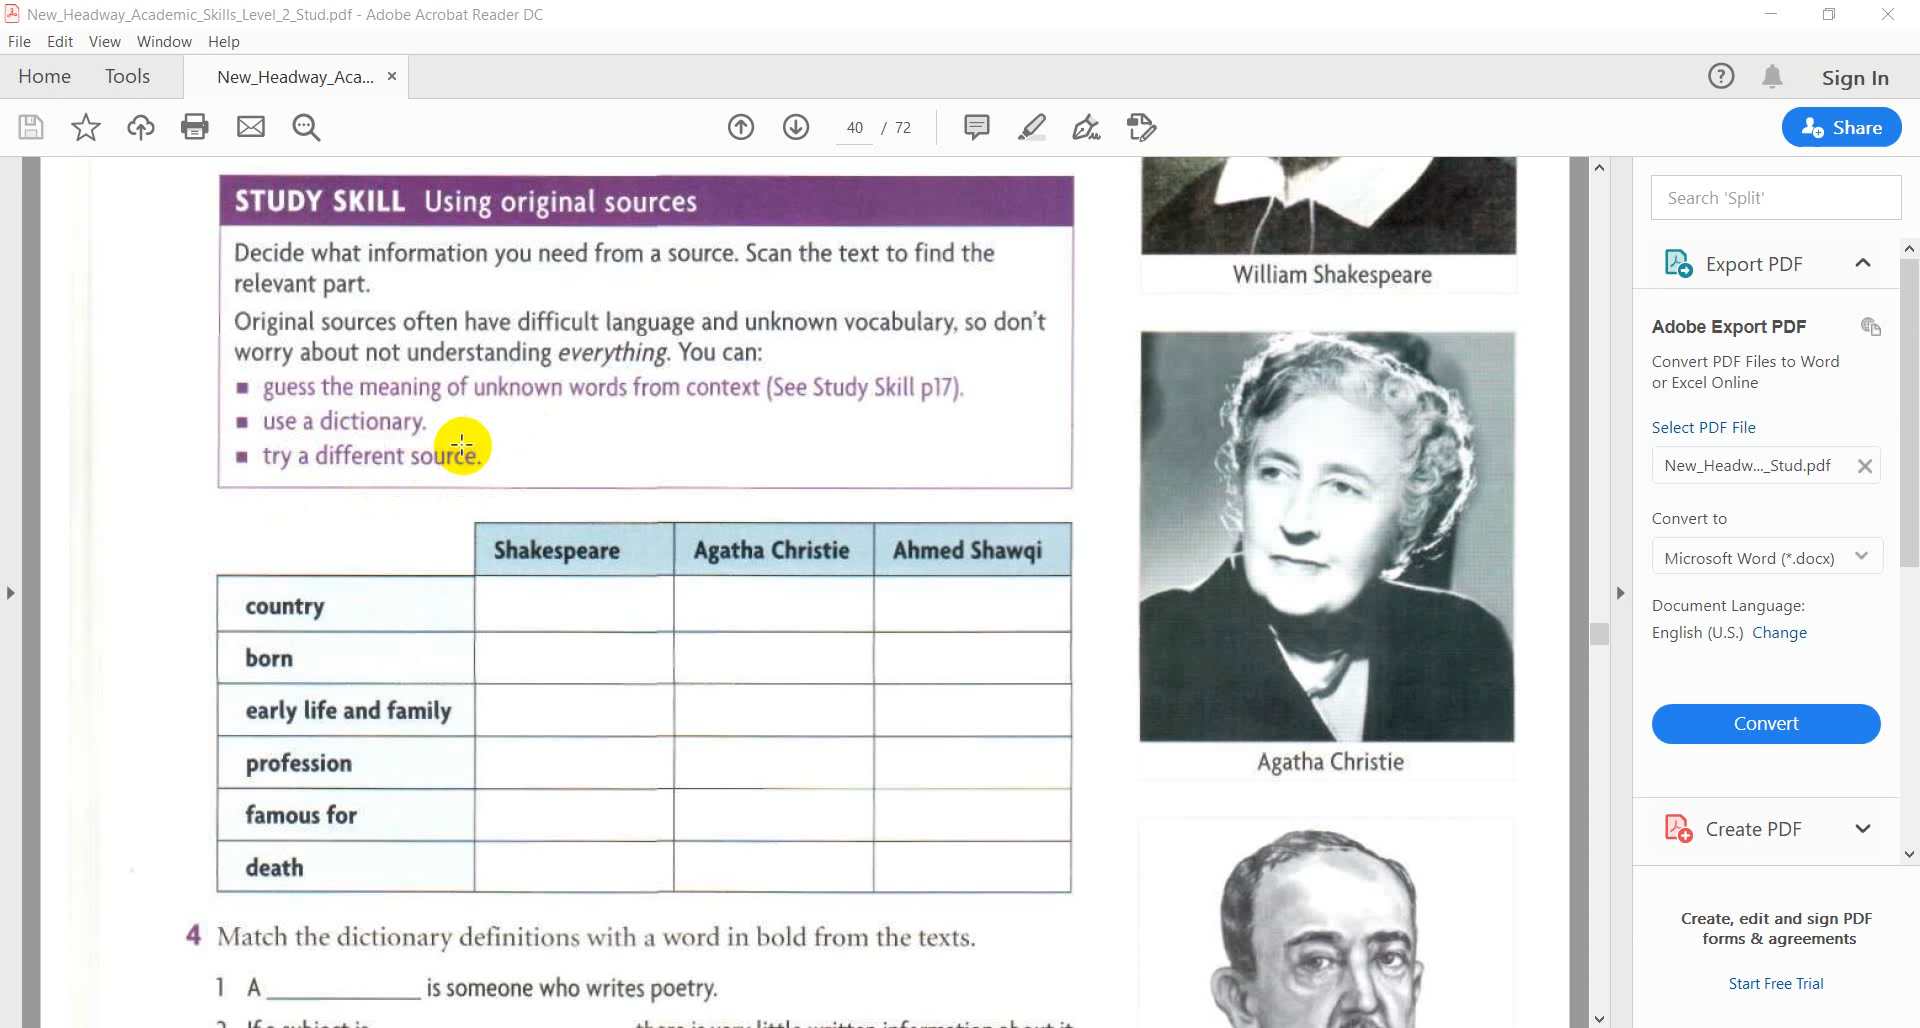 New_Headway_Academic_Skills_Level_2_Stud.pdf - Adobe Acrobat Reader DC
File Edit View Window Help
Home Tools New_Headway_Aca... × Sign In
40 / 72 Share
STUDY SKILL Using original sources
Decide what information you need from a source. Scan the text to find the
relevant part.
Original sources often have difficult language and unknown vocabulary, so don't
worry about not understanding everything. You can:
■ guess the meaning of unknown words from context (See Study Skill p17).
■ use a dictionary.
■ try a different source.
Shakespeare Agatha Christie Ahmed Shawqi
country
born
early life and family
profession
famous for
death
4 Match the dictionary definitions with a word in bold from the texts.
1 A ____________ is someone who writes poetry.
William Shakespeare
Agatha Christie
Search 'Split'
Export PDF
Adobe Export PDF
Convert PDF Files to Word
or Excel Online
Select PDF File
New_Headw..._Stud.pdf
Convert to
Microsoft Word (*.docx)
Document Language:
English (U.S.) Change
Convert
Create PDF
Create, edit and sign PDF
forms & agreements
Start Free Trial